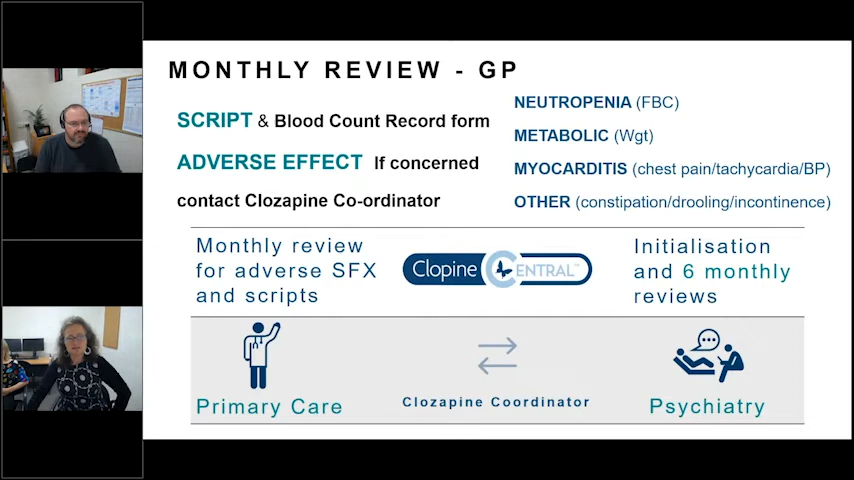 MONTHLY REVIEW - GP
SCRIPT & Blood Count Record form
ADVERSE EFFECT If concerned
contact Clozapine Co-ordinator
NEUTROPENIA (FBC)
METABOLIC (Wgt)
MYOCARDITIS (chest pain/tachycardia/BP)
OTHER (constipation/drooling/incontinence)
Monthly review
for adverse SFX
and scripts
Clopine CENTRAL™
Initialisation
and 6 monthly
reviews
Primary Care
Clozapine Coordinator
Psychiatry